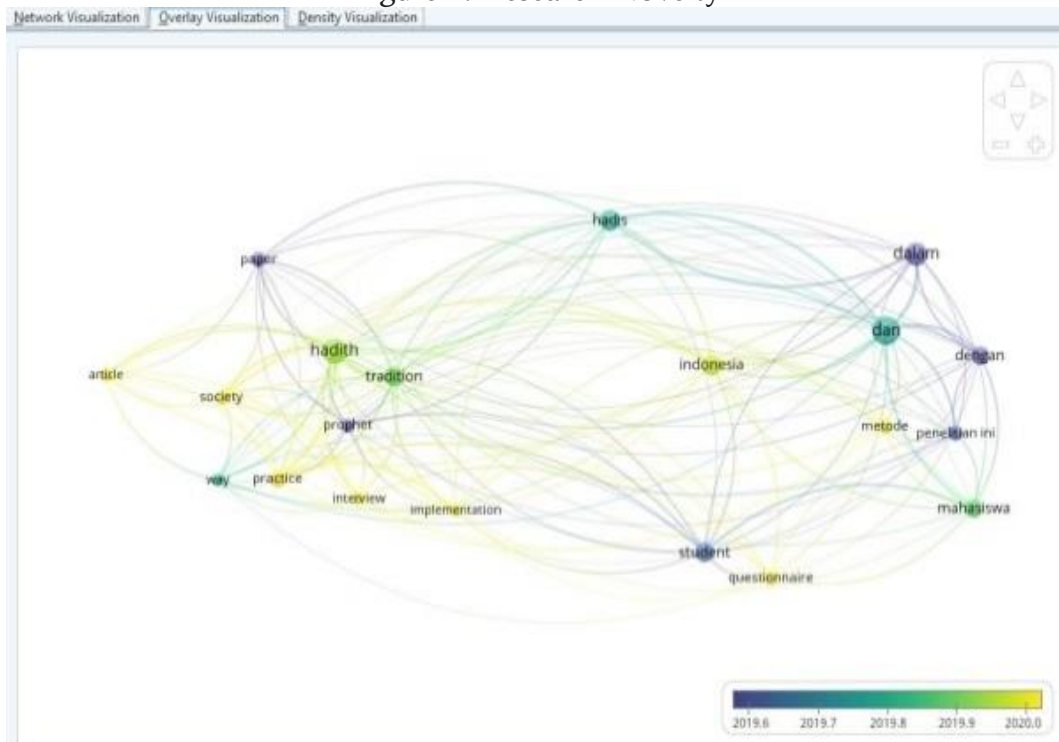 Network Visualization Overlay Visualization Density Visualization
hadis
dalam
paper
dan
hadith
dengan
indonesia
article
tradition
society
prophet
metode
penelitian ini
way
practice
interview
implementation
mahasiswa
student
questionnaire
2019.6 2019.7 2019.8 2019.9 2020.0